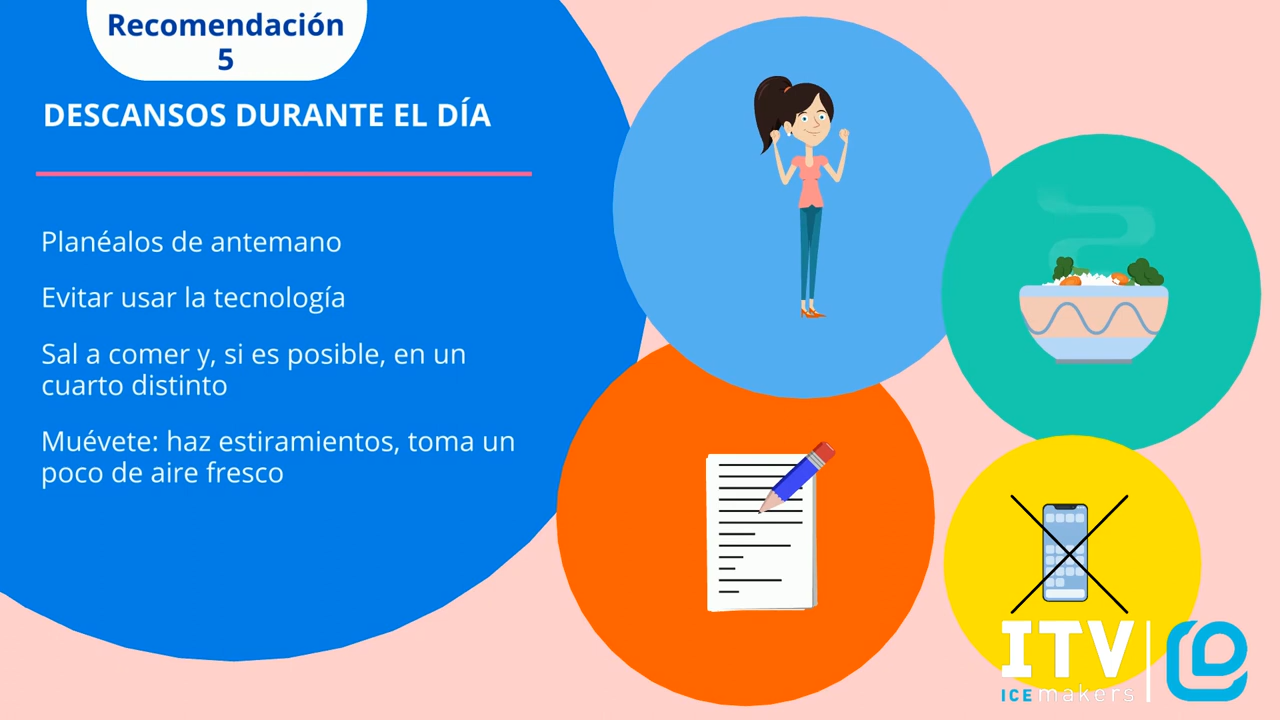 Recomendación
5
DESCANSOS DURANTE EL DÍA
Planéalos de antemano
Evitar usar la tecnología
Sal a comer y, si es posible, en un
cuarto distinto
Muévete: haz estiramientos, toma un
poco de aire fresco
ITV
ICEmakers